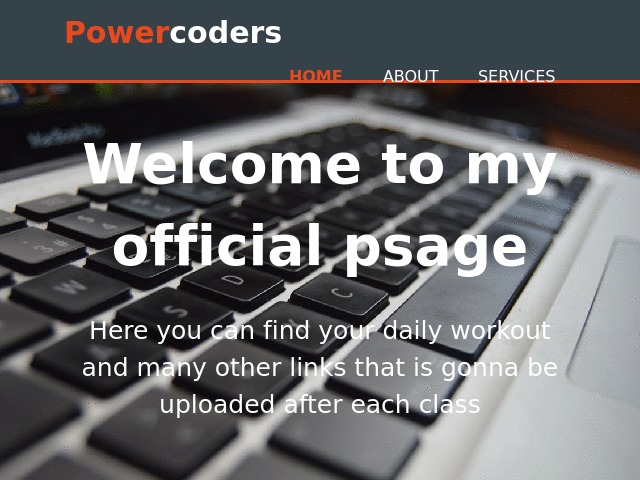 Powercoders
HOME ABOUT SERVICES
Welcome to my
official psage
Here you can find your daily workout
and many other links that is gonna be
uploaded after each class